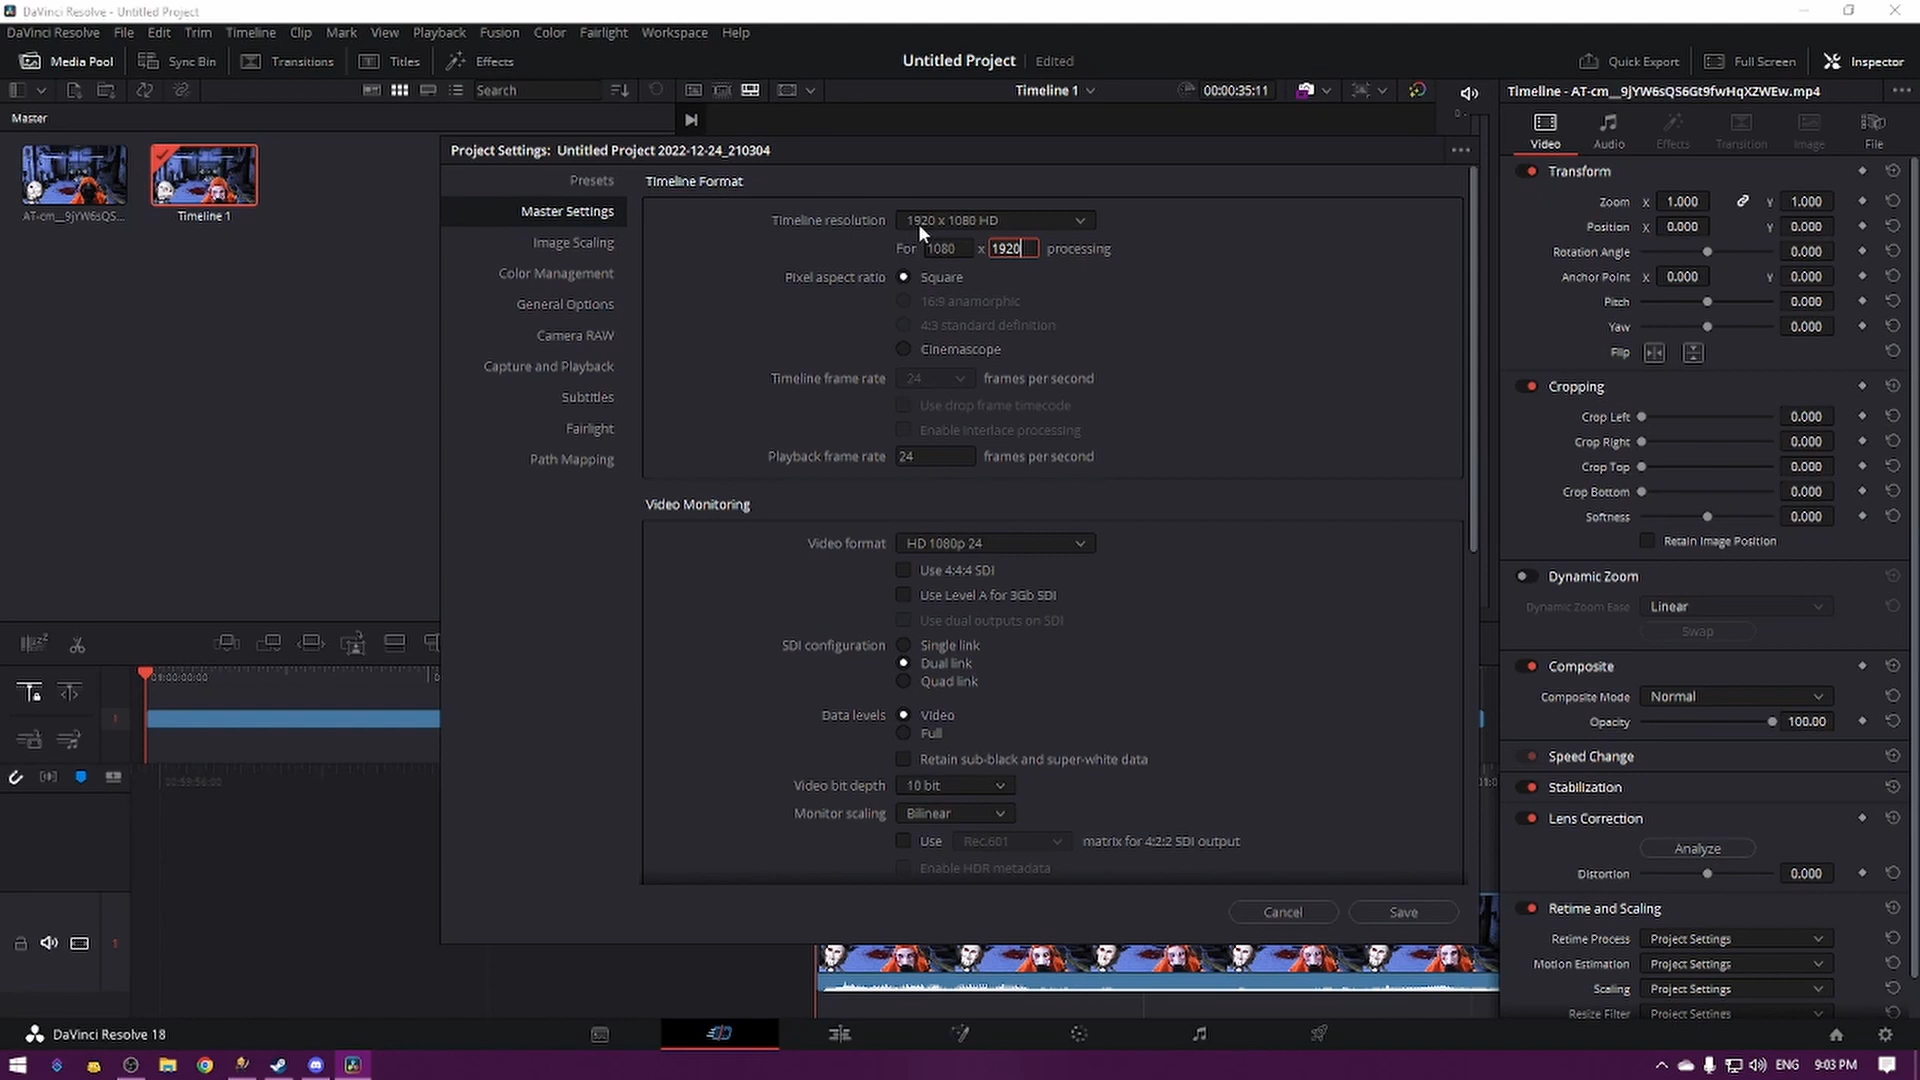 DaVinci Resolve - Untitled Project
DaVinci Resolve File Edit Trim Timeline Clip Mark View Playback Fusion Color Fairlight Workspace Help
Media Pool Sync Bin Transitions Titles Effects Untitled Project Edited Quick Export Full Screen Inspector
Search Timeline 1 00:00:35:11 Timeline - AT-cm__9jYW6sQS6Gt9fwHqXZWEw.mp4
Master
AT-cm__9jYW6sQS...
Timeline 1
Project Settings: Untitled Project 2022-12-24_210304
Presets
Master Settings
Image Scaling
Color Management
General Options
Camera RAW
Capture and Playback
Subtitles
Fairlight
Path Mapping
Timeline Format
Timeline resolution 1920 x 1080 HD
For 1080 x 1920 processing
Pixel aspect ratio Square
16:9 anamorphic
4:3 standard definition
Cinemascope
Timeline frame rate 24 frames per second
Use drop frame timecode
Enable interlace processing
Playback frame rate 24 frames per second
Video Monitoring
Video format HD 1080p 24
Use 4:4:4 SDI
Use Level A for 3Gb SDI
Use dual outputs on SDI
SDI configuration Single link
Dual link
Quad link
Data levels Video
Full
Retain sub-black and super-white data
Video bit depth 10 bit
Monitor scaling Bilinear
Use Rec.601 matrix for 4:2:2 SDI output
Enable HDR metadata
Cancel Save
Video Audio Effects Transition Image File
Transform
Zoom X 1.000 Y 1.000
Position X 0.000 Y 0.000
Rotation Angle 0.000
Anchor Point X 0.000 Y 0.000
Pitch 0.000
Yaw 0.000
Flip
Cropping
Crop Left 0.000
Crop Right 0.000
Crop Top 0.000
Crop Bottom 0.000
Softness 0.000
Retain Image Position
Dynamic Zoom
Dynamic Zoom Ease Linear
Swap
Composite
Composite Mode Normal
Opacity 100.00
Speed Change
Stabilization
Lens Correction
Analyze
Distortion 0.000
Retime and Scaling
Retime Process Project Settings
Motion Estimation Project Settings
Scaling Project Settings
Resize Filter Project Settings
01:00:00:00
1
00:59:56:00
1
DaVinci Resolve 18
ENG 9:03 PM